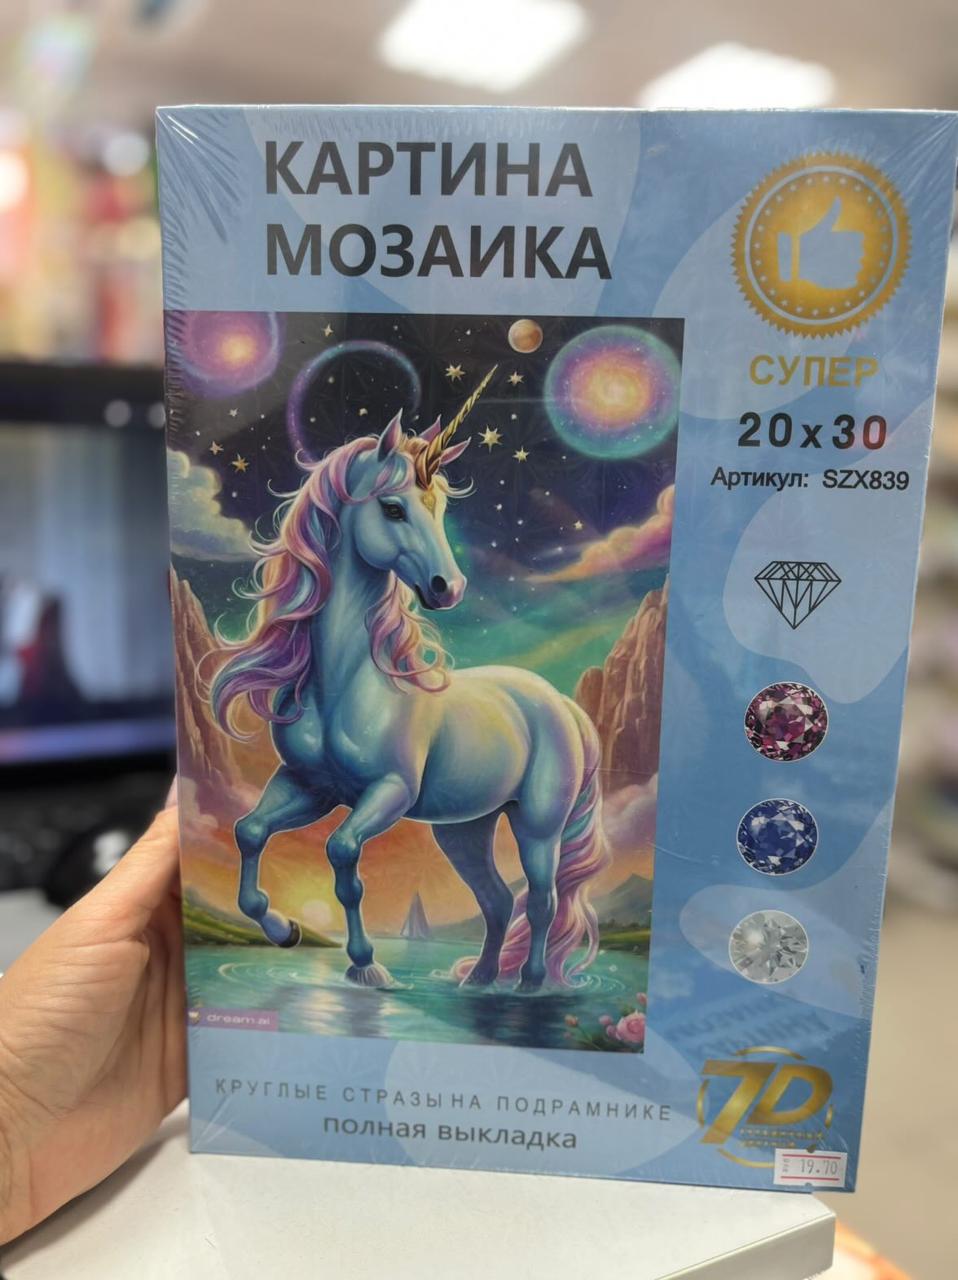 КАРТИНА
МОЗАИКА
СУПЕР
20x30
Артикул: SZX839
dream.ai
КРУГЛЫЕ СТРАЗЫ НА ПОДРАМНИКЕ
ПОЛНАЯ ВЫКЛАДКА
7D
19.70